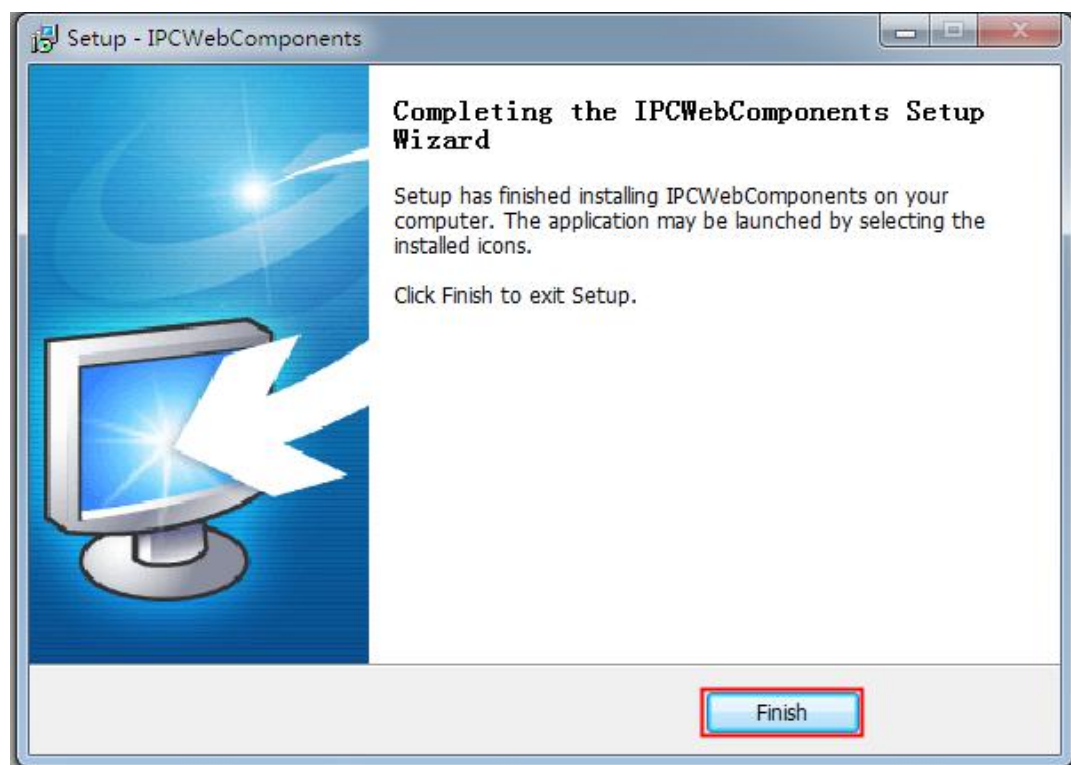 Setup - IPCWebComponents
Completing the IPCWebComponents Setup
Wizard
Setup has finished installing IPCWebComponents on your
computer. The application may be launched by selecting the
installed icons.
Click Finish to exit Setup.
Finish